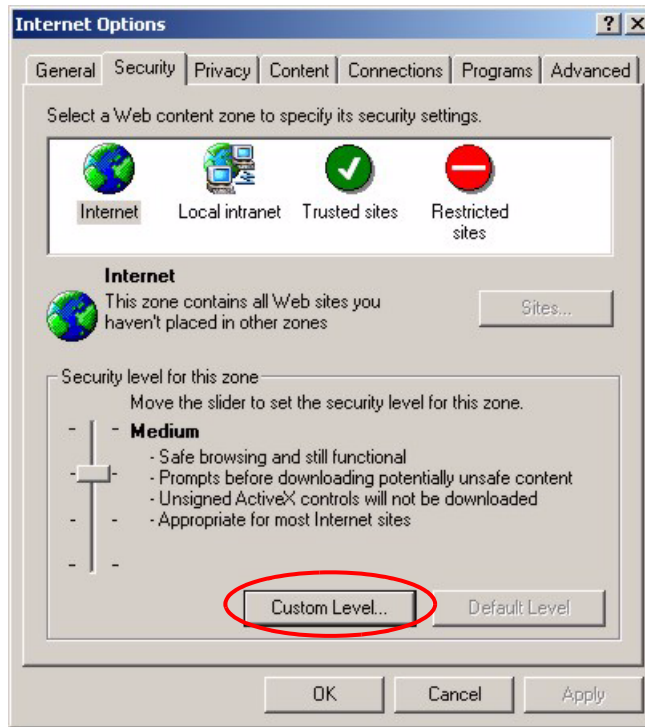 Internet Options
General Security Privacy Content Connections Programs Advanced
Select a Web content zone to specify its security settings.
Internet Local intranet Trusted sites Restricted
sites
Internet
This zone contains all Web sites you
haven't placed in other zones
Sites...
Security level for this zone
Move the slider to set the security level for this zone.
Medium
- Safe browsing and still functional
- Prompts before downloading potentially unsafe content
- Unsigned ActiveX controls will not be downloaded
- Appropriate for most Internet sites
Custom Level... Default Level
OK Cancel Apply